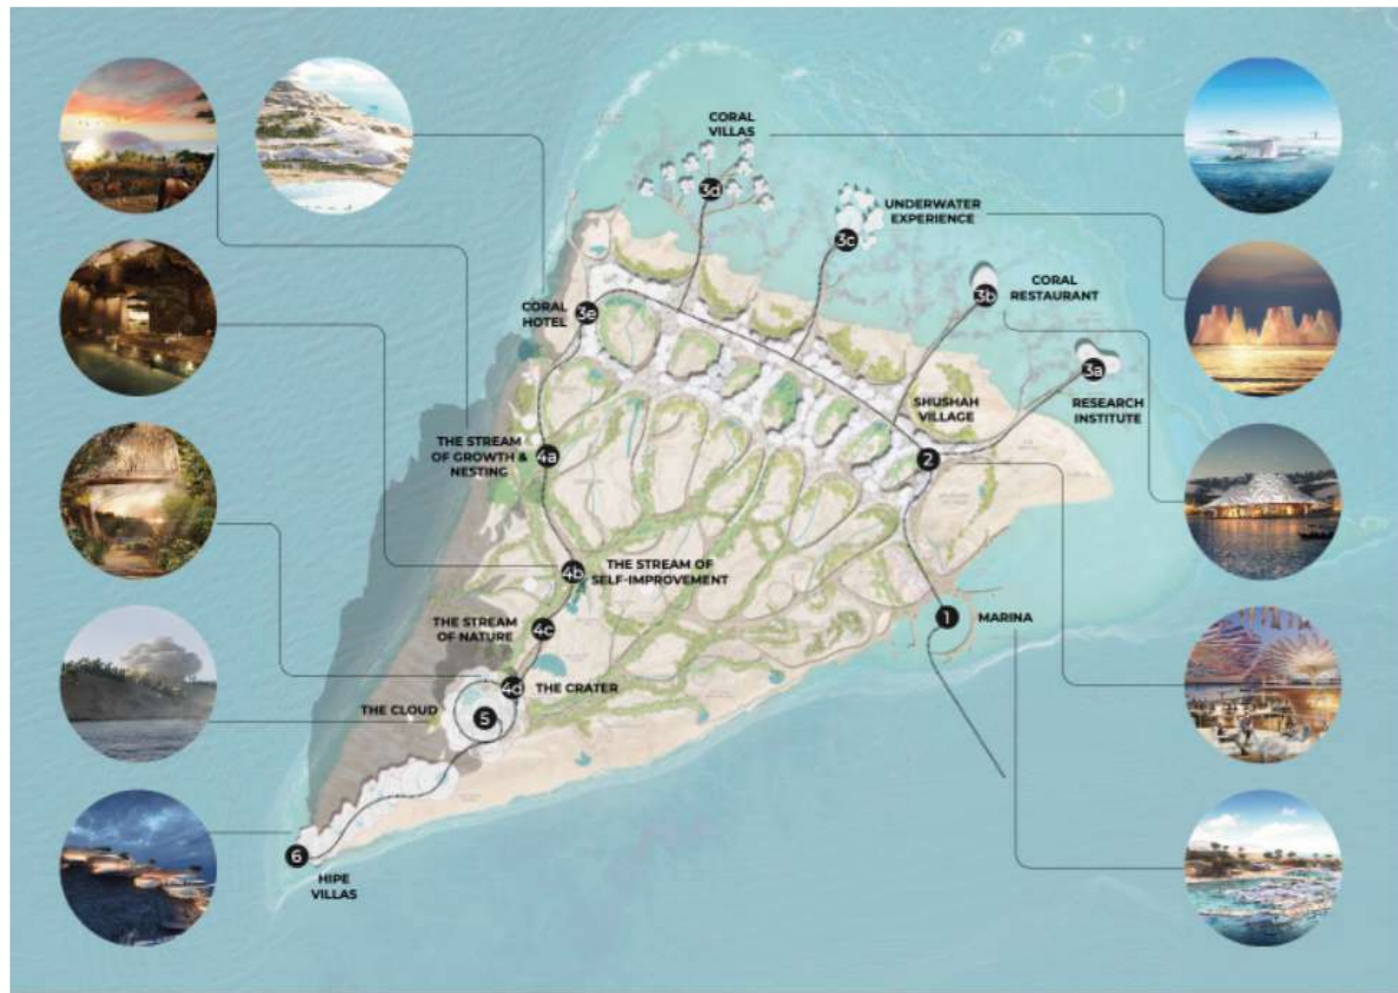 CORAL
VILLAS
3d
UNDERWATER
EXPERIENCE
3c
CORAL
RESTAURANT
3b
CORAL
HOTEL
3e
3a
RESEARCH
INSTITUTE
SHUSHAH
VILLAGE
2
THE STREAM
OF GROWTH &
NESTING
4a
4b
THE STREAM OF
SELF-IMPROVEMENT
THE STREAM
OF NATURE
4c
1
MARINA
4d
THE CRATER
THE CLOUD
5
6
HIPE
VILLAS